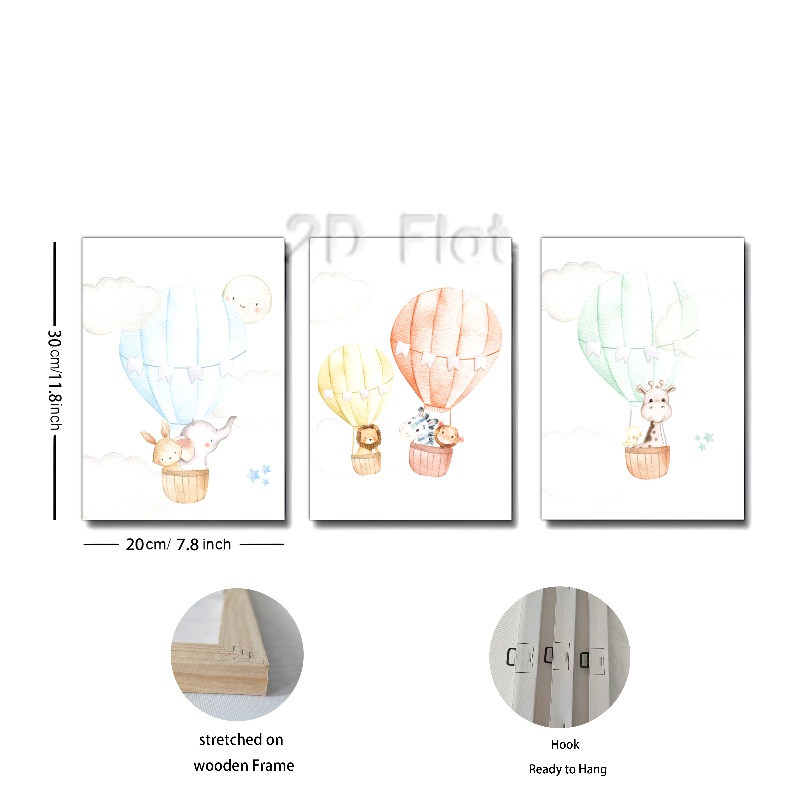 2D Flat
30cm/11.8inch
20cm/ 7.8 inch
stretched on
wooden Frame
Hook
Ready to Hang